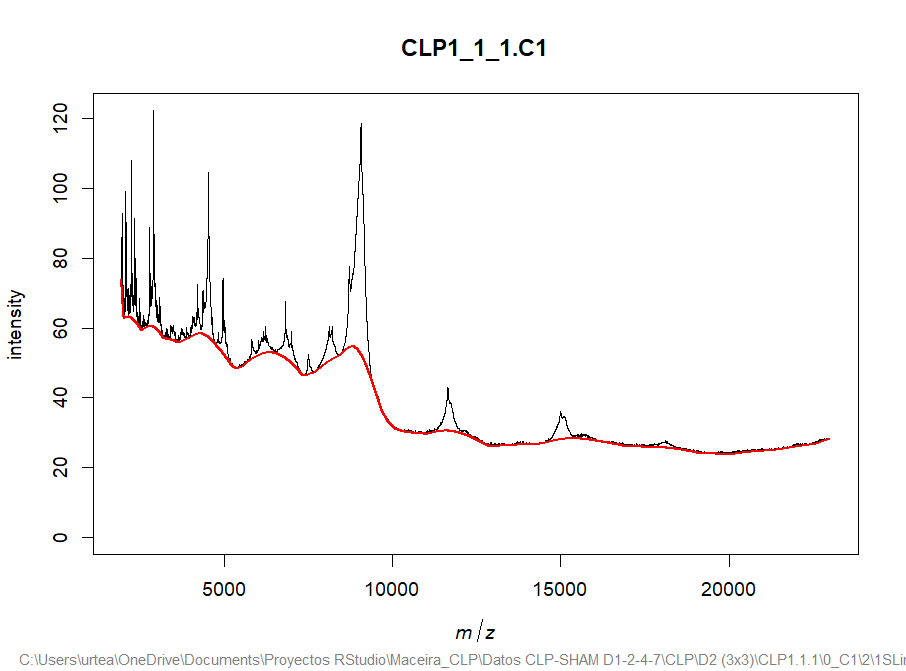 CLP1_1_1.C1
intensity
120
100
80
60
40
20
0
5000 10000 15000 20000
m/z
C:\Users\urtea\OneDrive\Documents\Proyectos RStudio\Maceira_CLP\Datos CLP-SHAM D1-2-4-7\CLP\D2 (3x3)\CLP1.1.1\0_C1\2\1SLin